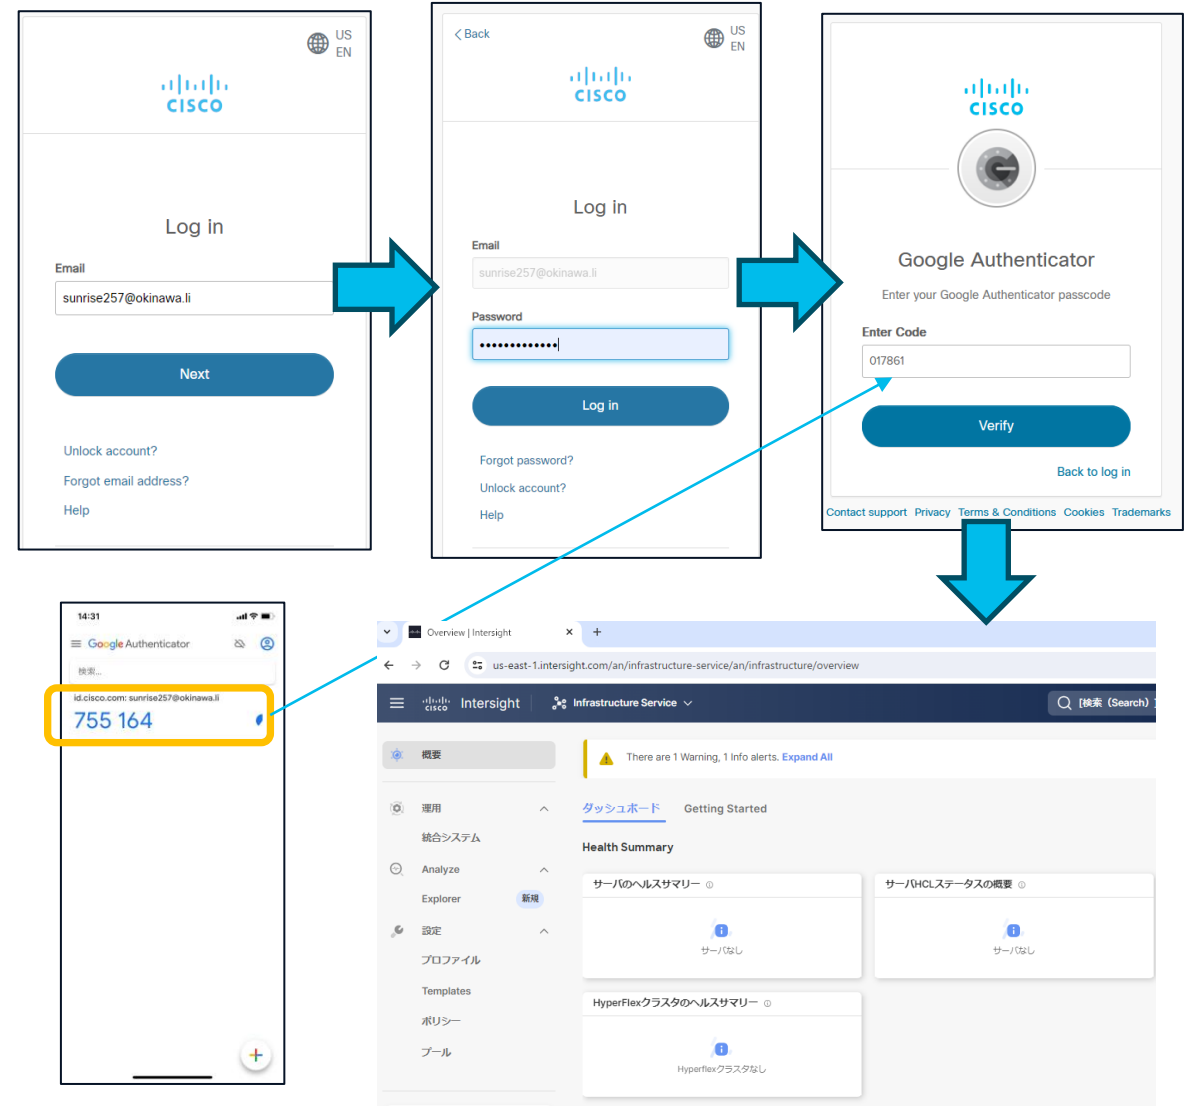 US
EN
CISCO
Log in
Email
sunrise257@okinawa.li
Next
Unlock account?
Forgot email address?
Help
Back
US
EN
CISCO
Log in
Email
sunrise257@okinawa.li
Password
•••••••••••••
Log in
Forgot password?
Unlock account?
Help
CISCO
Google Authenticator
Enter your Google Authenticator passcode
Enter Code
017861
Verify
Back to log in
Contact support Privacy Terms & Conditions Cookies Trademarks
14:31
Google Authenticator
検索...
id.cisco.com: sunrise257@okinawa.li
755 164
Overview | Intersight
us-east-1.intersight.com/an/infrastructure-service/an/infrastructure/overview
CISCO Intersight Infrastructure Service
[検索 (Search)]
概要
運用
統合システム
Analyze
Explorer 新規
設定
プロファイル
Templates
ポリシー
プール
There are 1 Warning, 1 Info alerts. Expand All
ダッシュボード Getting Started
Health Summary
サーバのヘルスサマリー
サーバなし
サーバHCLステータスの概要
サーバなし
HyperFlexクラスタのヘルスサマリー
Hyperflexクラスタなし